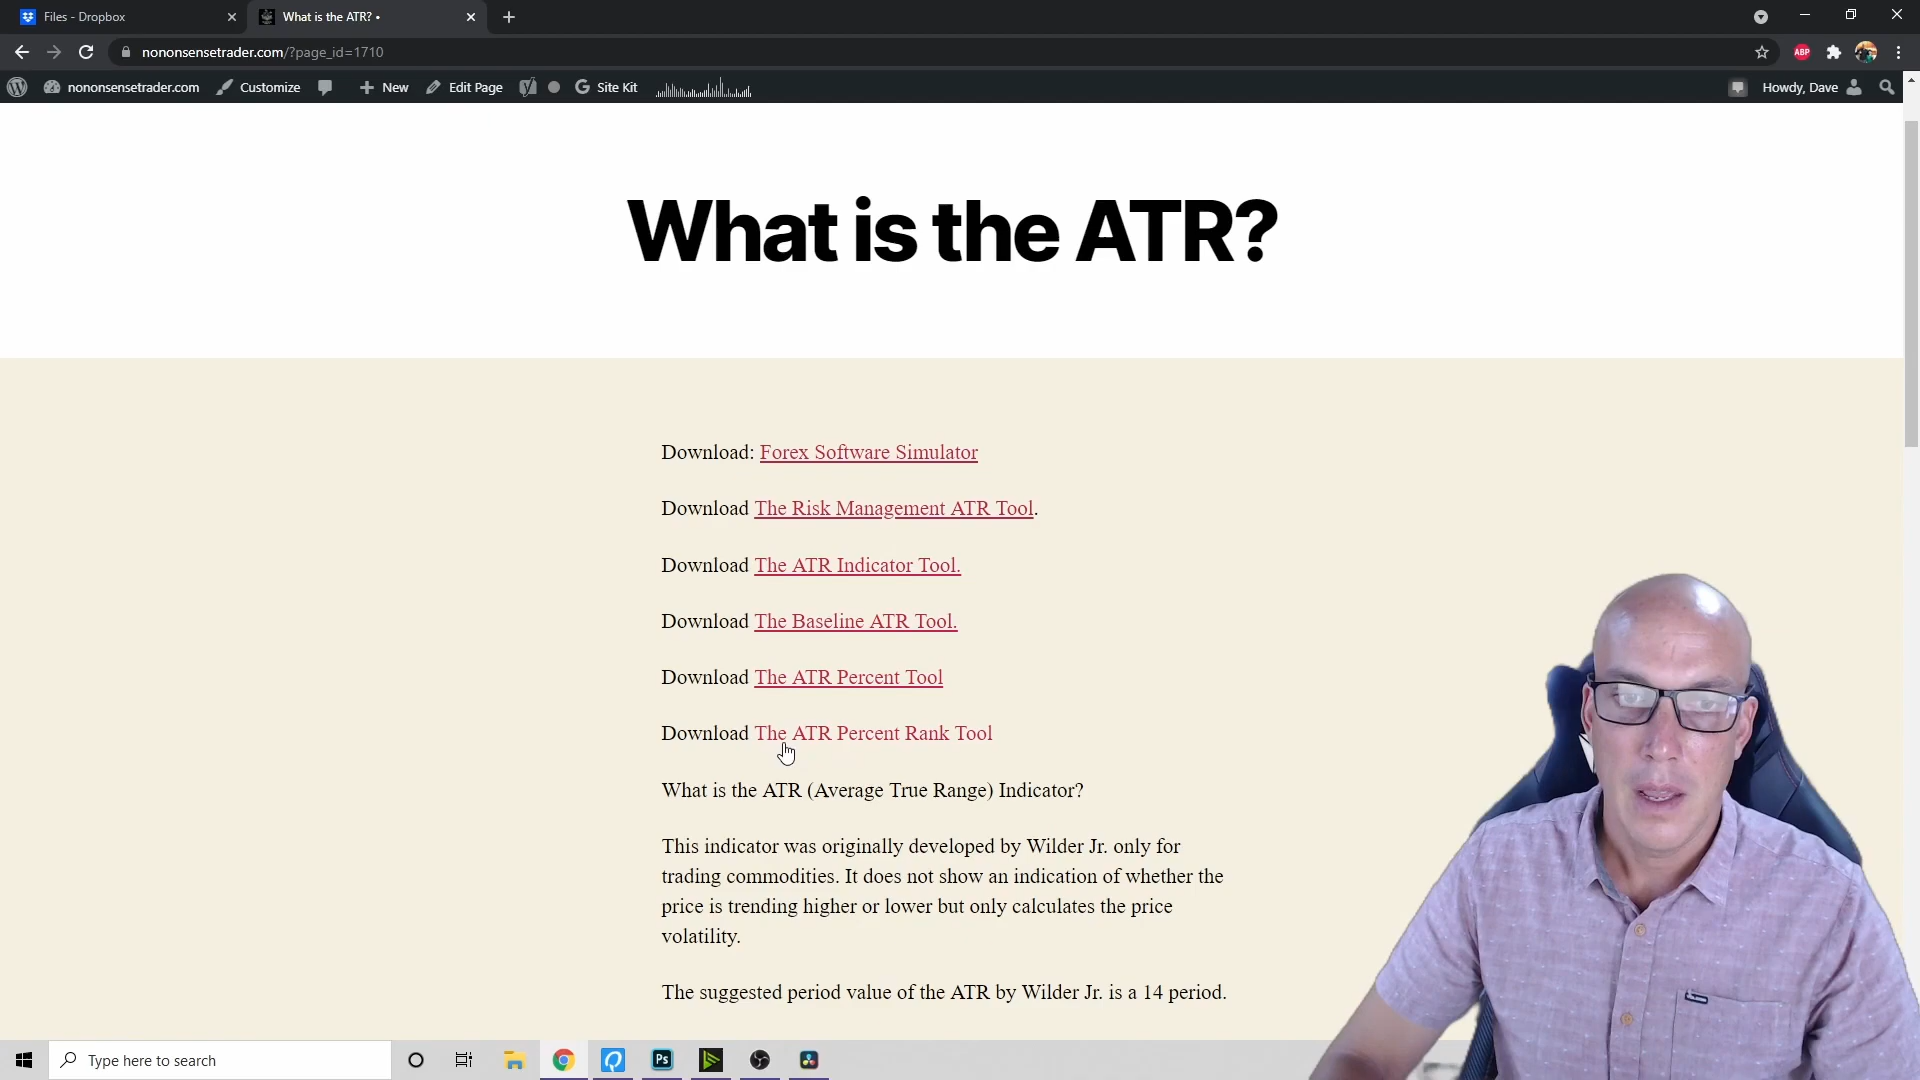 Files - Dropbox
What is the ATR? •
nononsensetrader.com/?page_id=1710
ABP
nononsensetrader.com
Customize
New
Edit Page
Site Kit
Howdy, Dave
What is the ATR?
Download: Forex Software Simulator
Download The Risk Management ATR Tool.
Download The ATR Indicator Tool.
Download The Baseline ATR Tool.
Download The ATR Percent Tool
Download The ATR Percent Rank Tool
What is the ATR (Average True Range) Indicator?
This indicator was originally developed by Wilder Jr. only for
trading commodities. It does not show an indication of whether the
price is trending higher or lower but only calculates the price
volatility.
The suggested period value of the ATR by Wilder Jr. is a 14 period.
Type here to search
Ps